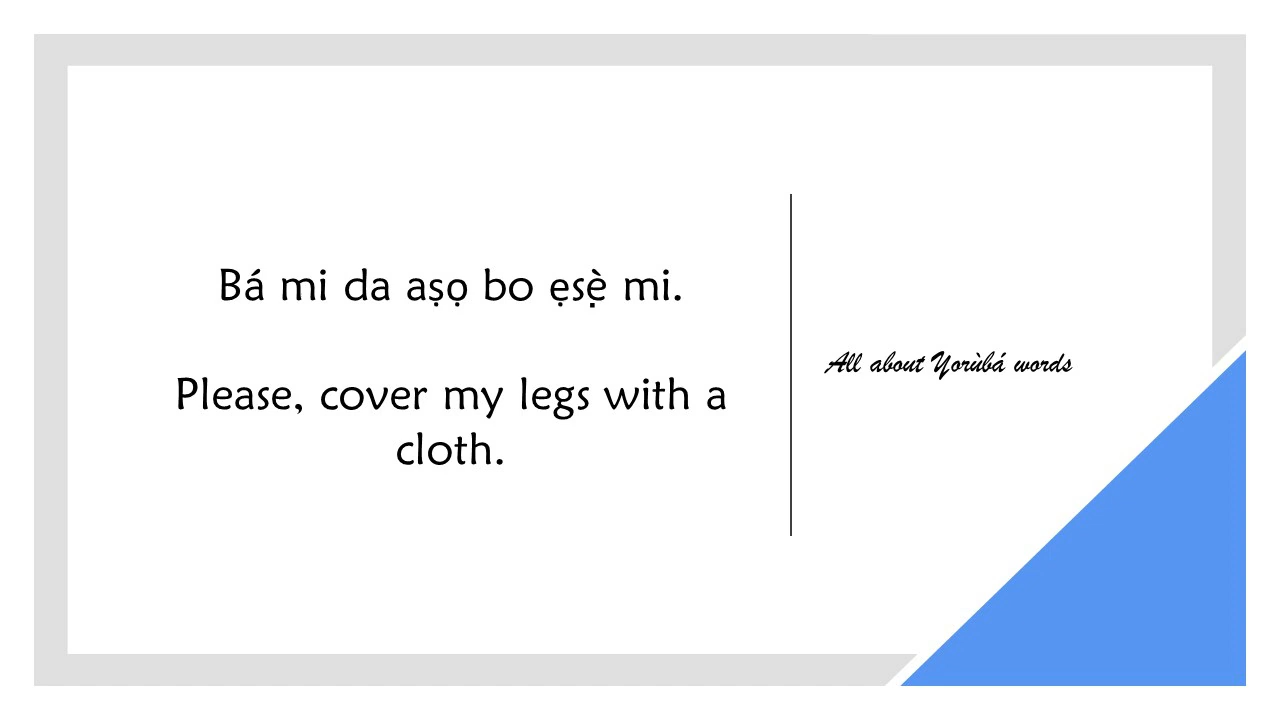 Bá mi da aṣọ bo ẹsẹ̀ mi.
Please, cover my legs with a
cloth.
All about Yorùbá words